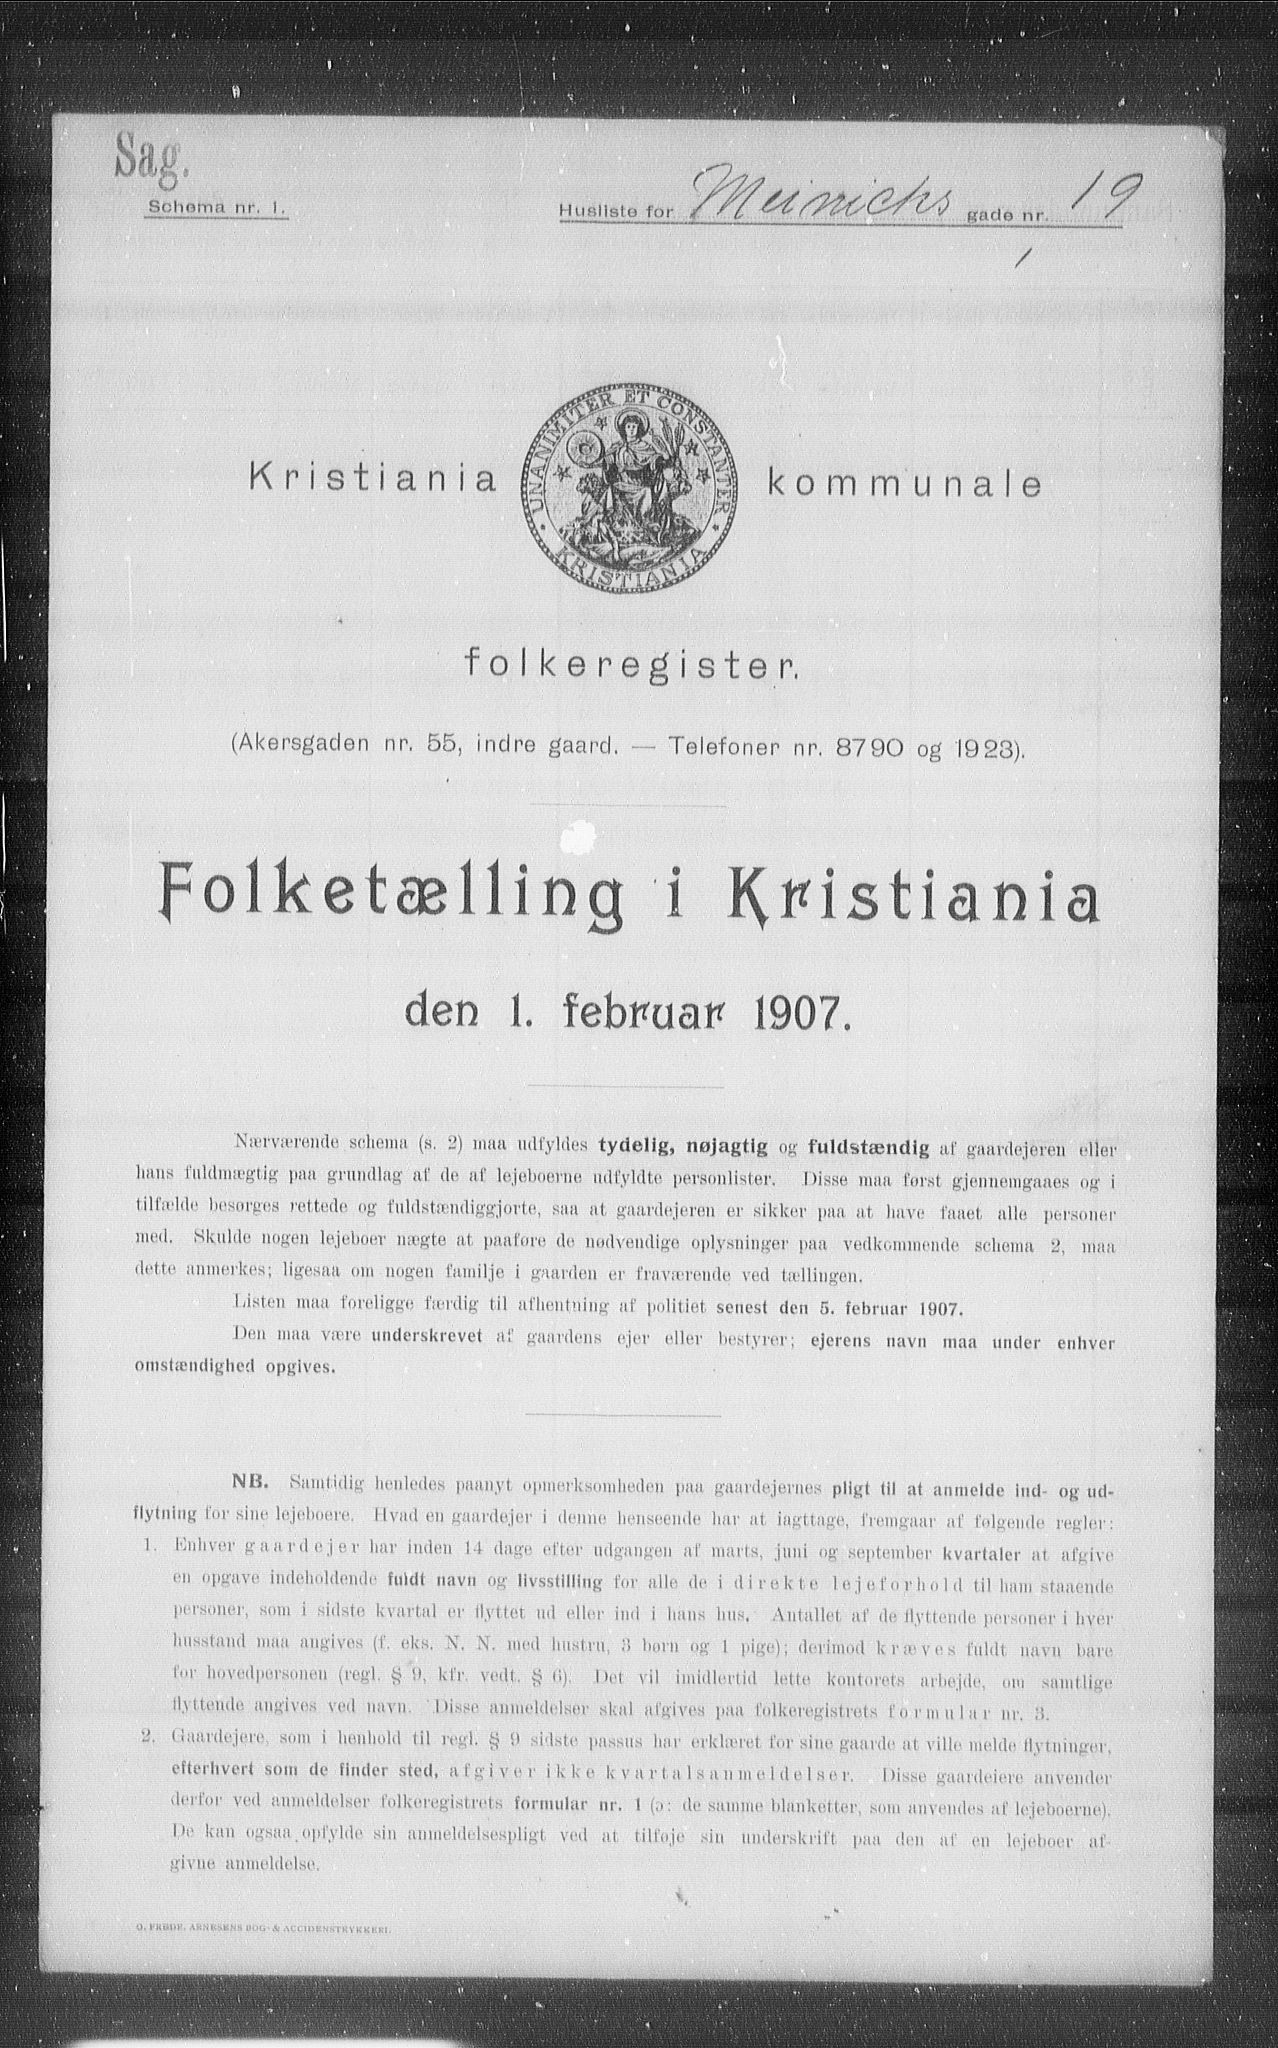 Sag.
Schema nr. 1.
Husliste for Meinichs gade nr. 19
Kristiania kommunale
UNANIMITER ET CONSTANTER
KRISTIANIA
folkeregister.
(Akersgaden nr. 55, indre gaard. — Telefoner nr. 8790 og 1923).
Folketælling i Kristiania
den 1. februar 1907.
Nærværende schema (s. 2) maa udfyldes tydelig, nøjagtig og fuldstændig af gaardejeren eller
hans fuldmægtig paa grundlag af de af lejeboerne udfyldte personlister. Disse maa først gjennemgaaes og i
tilfælde besørges rettede og fuldstændiggjorte, saa at gaardejeren er sikker paa at have faaet alle personer
med. Skulde nogen lejeboer nægte at paaføre de nødvendige oplysninger paa vedkommende schema 2, maa
dette anmerkes; ligesaa om nogen familje i gaarden er fraværende ved tællingen.
Listen maa foreligge færdig til afhentning af politiet senest den 5. februar 1907.
Den maa være underskrevet af gaardens ejer eller bestyrer; ejerens navn maa under enhver
omstændighed opgives.
NB. Samtidig henledes paanyt opmerksomheden paa gaardejernes pligt til at anmelde ind- og ud-
flytning for sine lejeboere. Hvad en gaardejer i denne henseende har at iagttage, fremgaar af følgende regler:
1. Enhver gaardejer har inden 14 dage efter udgangen af marts, juni og september kvartaler at afgive
en opgave indeholdende fuldt navn og livsstilling for alle de i direkte lejeforhold til ham staaende
personer, som i sidste kvartal er flyttet ud eller ind i hans hus. Antallet af de flyttende personer i hver
husstand maa angives (f. eks. N. N. med hustru, 3 børn og 1 pige); derimod kræves fuldt navn bare
for hovedpersonen (regl. § 9, kfr. vedt. § 6). Det vil imidlertid lette kontorets arbejde, om samtlige
flyttende angives ved navn. Disse anmeldelser skal afgives paa folkeregistrets formular nr. 3.
2. Gaardejere, som i henhold til regl. § 9 sidste passus har erklæret for sine gaarde at ville melde flytninger,
efterhvert som de finder sted, afgiver ikke kvartalsanmeldelser. Disse gaardeiere anvender
derfor ved anmeldelser folkeregistrets formular nr. 1 (ɔ: de samme blanketter, som anvendes af lejeboerne).
De kan ogsaa opfylde sin anmeldelsespligt ved at tilføje sin underskrift paa den af en lejeboer af-
givne anmeldelse.
O. FREDR. ARNESENS BOG- & ACCIDENSTRYKKERI.